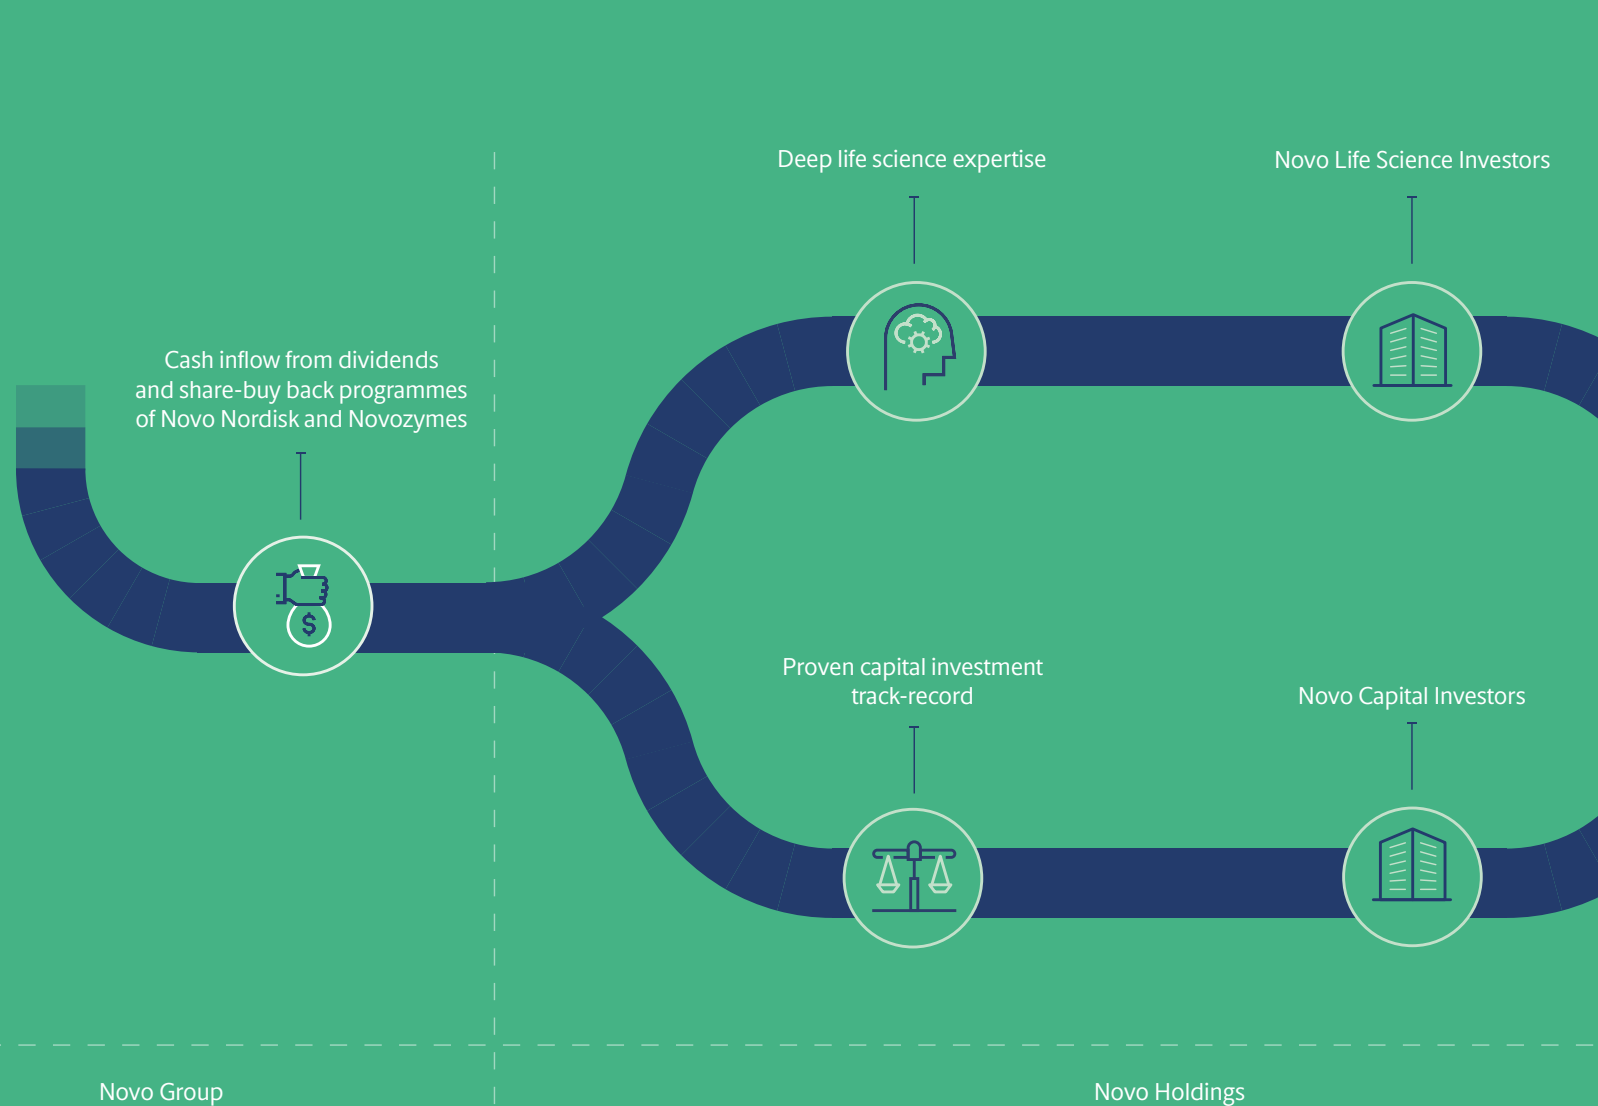 Deep life science expertise
Novo Life Science Investors
Cash inflow from dividends
and share-buy back programmes
of Novo Nordisk and Novozymes
$
Proven capital investment
track-record
Novo Capital Investors
Novo Group
Novo Holdings